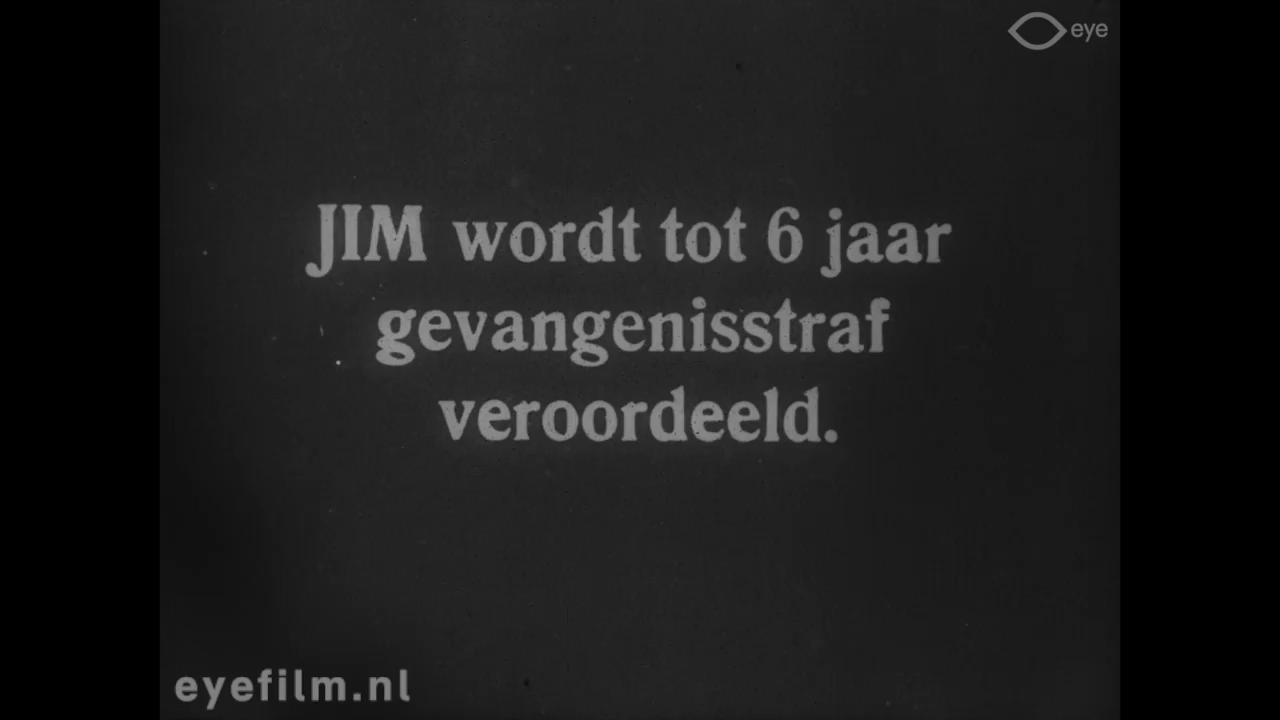 eye
JIM wordt tot 6 jaar
gevangenisstraf
veroordeeld.
eyefilm.nl